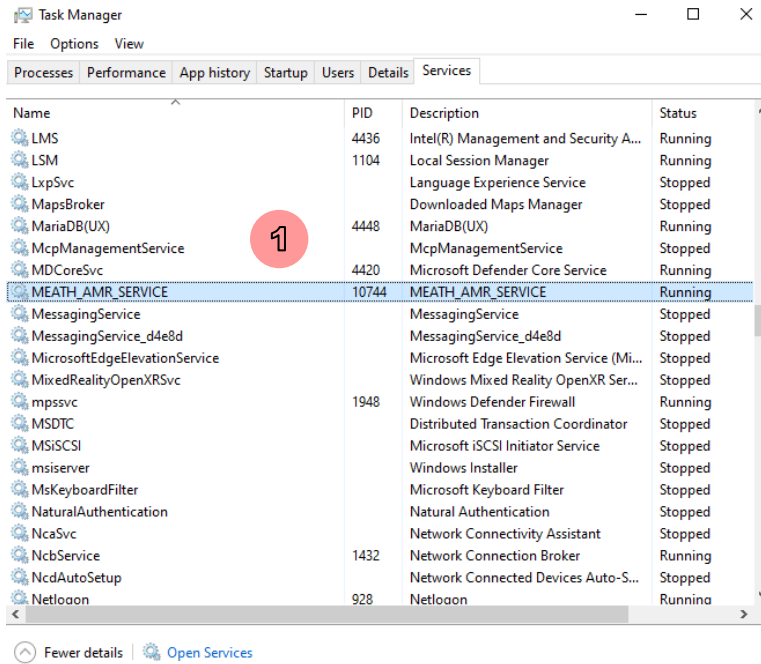 Task Manager
File Options View
Processes Performance App history Startup Users Details Services
Name PID Description Status
LMS 4436 Intel(R) Management and Security A... Running
LSM 1104 Local Session Manager Running
LxpSvc Language Experience Service Stopped
MapsBroker Downloaded Maps Manager Stopped
MariaDB(UX) 4448 MariaDB(UX) Running
1
McpManagementService McpManagementService Stopped
MDCoreSvc 4420 Microsoft Defender Core Service Running
MEATH_AMR_SERVICE 10744 MEATH_AMR_SERVICE Running
MessagingService MessagingService Stopped
MessagingService_d4e8d MessagingService_d4e8d Stopped
MicrosoftEdgeElevationService Microsoft Edge Elevation Service (Mi... Stopped
MixedRealityOpenXRSvc Windows Mixed Reality OpenXR Ser... Stopped
mpssvc 1948 Windows Defender Firewall Running
MSDTC Distributed Transaction Coordinator Stopped
MSiSCSI Microsoft iSCSI Initiator Service Stopped
msiserver Windows Installer Stopped
MsKeyboardFilter Microsoft Keyboard Filter Stopped
NaturalAuthentication Natural Authentication Stopped
NcaSvc Network Connectivity Assistant Stopped
NcbService 1432 Network Connection Broker Running
NcdAutoSetup Network Connected Devices Auto-S... Stopped
Netlogon 928 Netlogon Running
Fewer details Open Services